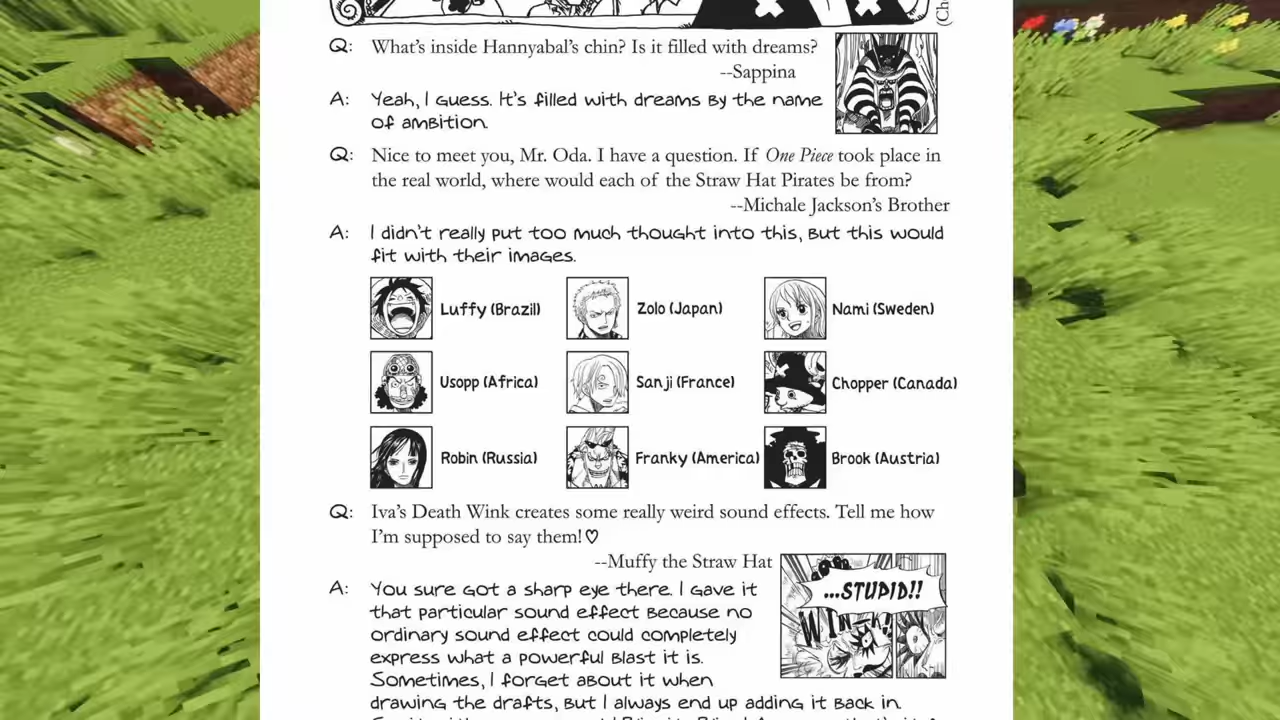 (Ch
Q: What's inside Hannyabal's chin? Is it filled with dreams?
--Sappina
A: Yeah, I guess. It's filled with dreams by the name
of ambition.
Q: Nice to meet you, Mr. Oda. I have a question. If One Piece took place in
the real world, where would each of the Straw Hat Pirates be from?
--Michale Jackson's Brother
A: I didn't really put too much thought into this, but this would
fit with their images.
Luffy (Brazil) Zolo (Japan) Nami (Sweden)
Usopp (Africa) Sanji (France) Chopper (Canada)
Robin (Russia) Franky (America) Brook (Austria)
Q: Iva's Death Wink creates some really weird sound effects. Tell me how
I'm supposed to say them!♡
--Muffy the Straw Hat
A: You sure got a sharp eye there. I gave it
that particular sound effect because no
ordinary sound effect could completely
express what a powerful blast it is.
Sometimes, I forget about it when
drawing the drafts, but I always end up adding it back in.
...STUPID!!